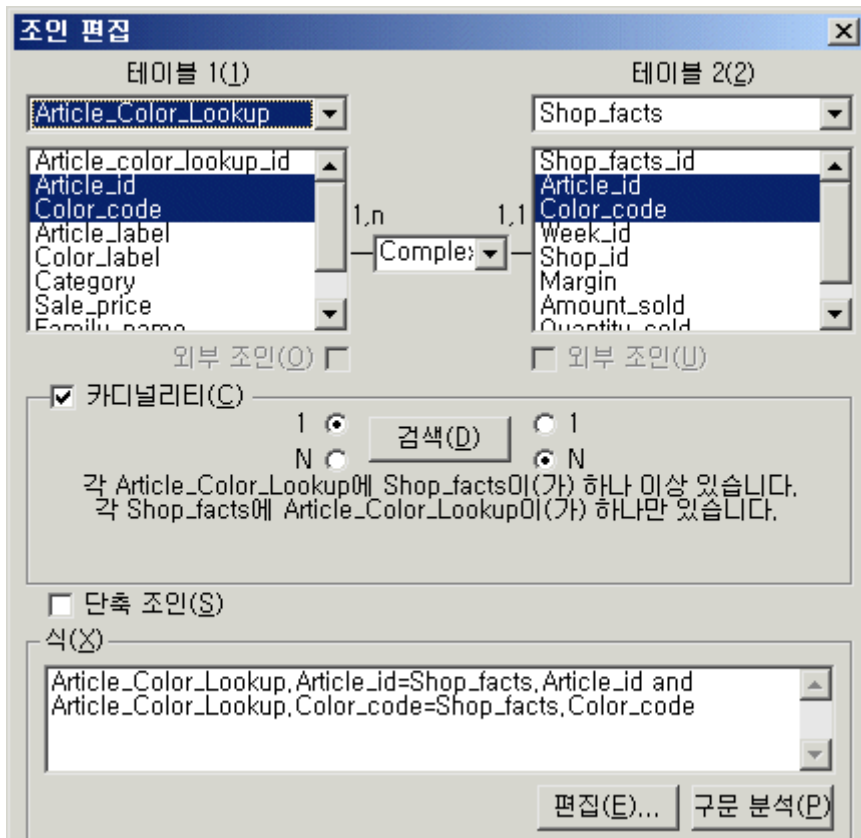 조인 편집
테이블 1(1) 테이블 2(2)
Article_Color_Lookup Shop_facts
Article_color_lookup_id Shop_facts_id
Article_id Article_id
Color_code Color_code
Article_label Week_id
Color_label Shop_id
Category Margin
Sale_price Amount_sold
Family_name Quantity_sold
1,n Comple 1,1
외부 조인(O) 외부 조인(U)
카디널리티(C)
1 검색(D) 1
N N
각 Article_Color_Lookup에 Shop_facts이(가) 하나 이상 있습니다.
각 Shop_facts에 Article_Color_Lookup이(가) 하나만 있습니다.
단축 조인(S)
식(X)
Article_Color_Lookup.Article_id=Shop_facts.Article_id and
Article_Color_Lookup.Color_code=Shop_facts.Color_code
편집(E)... 구문 분석(P)